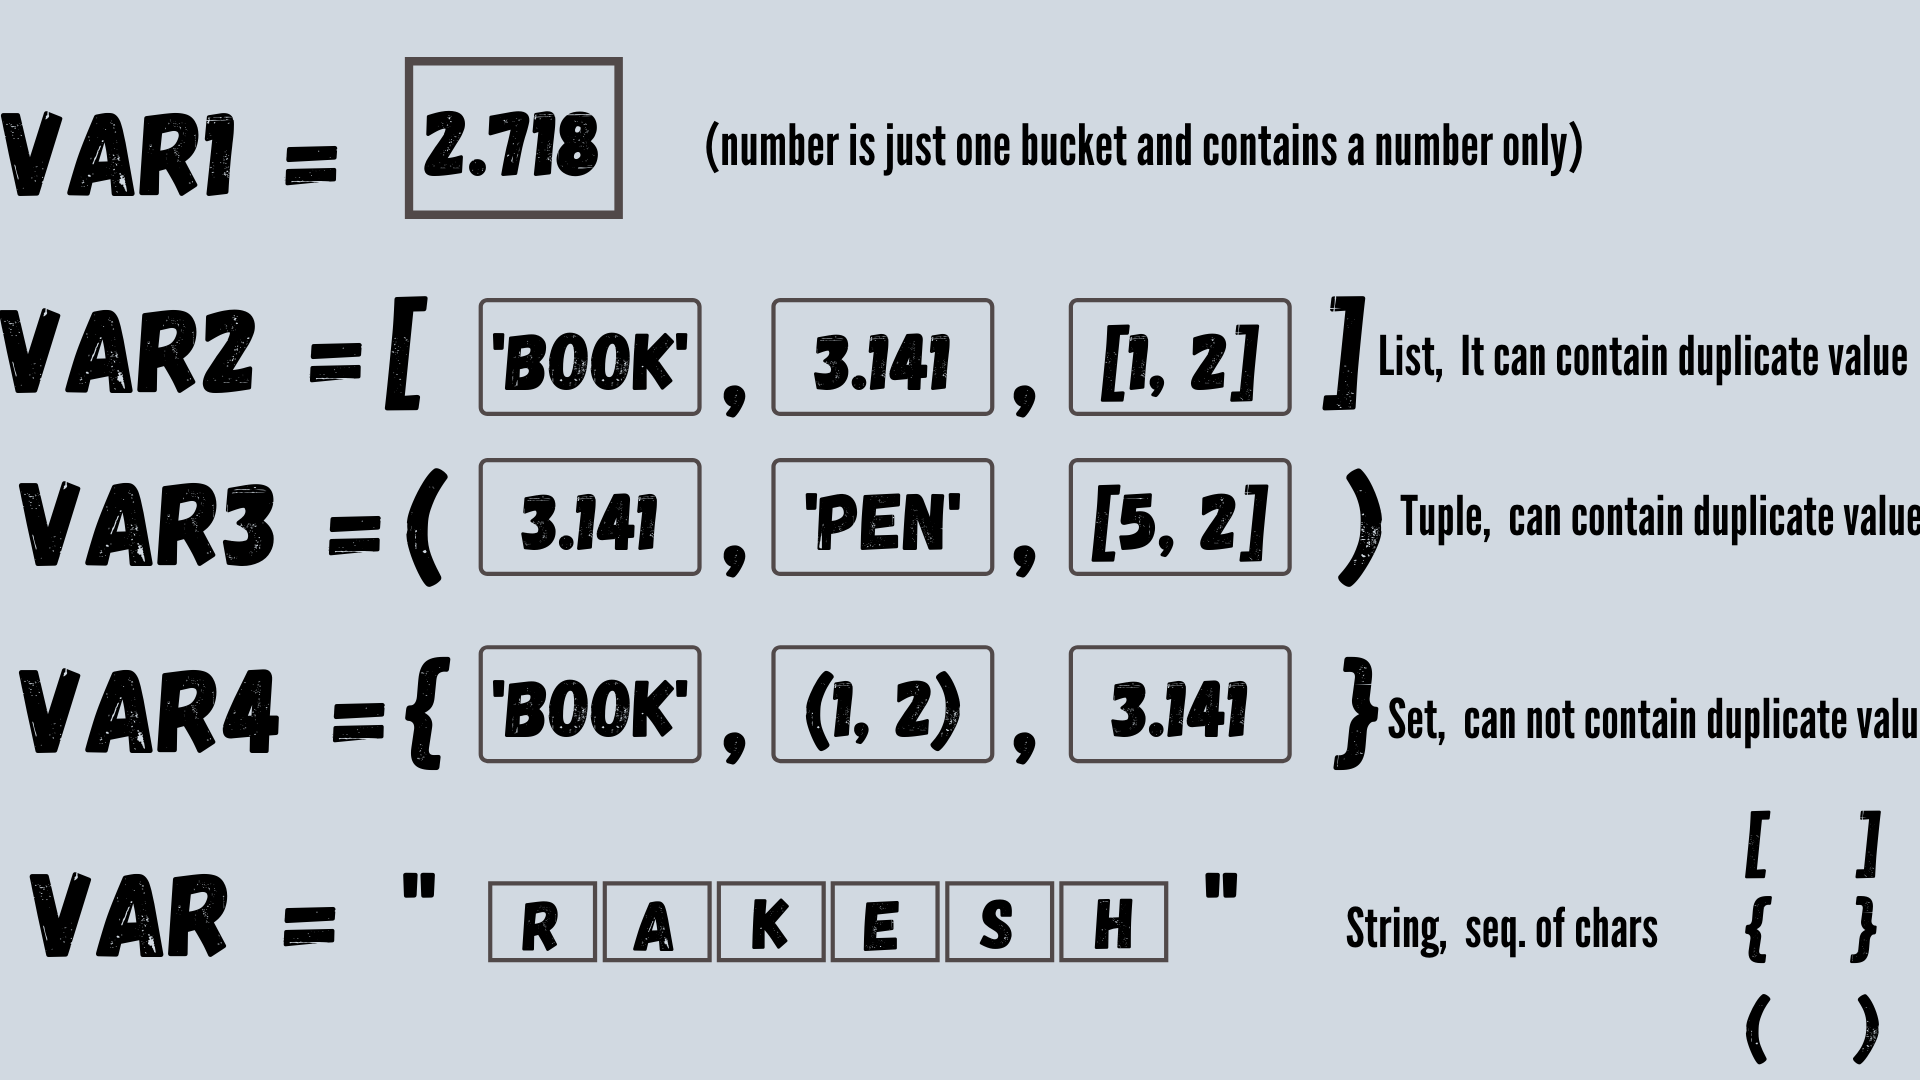 VAR1 = 2.718 (number is just one bucket and contains a number only)
VAR2 = [ 'BOOK' , 3.141 , [1, 2] ] List, It can contain duplicate value
VAR3 = ( 3.141 , 'PEN' , [5, 2] ) Tuple, can contain duplicate value
VAR4 = { 'BOOK' , (1, 2) , 3.141 } Set, can not contain duplicate valu
[ ]
VAR = " R A K E S H " String, seq. of chars { }
( )